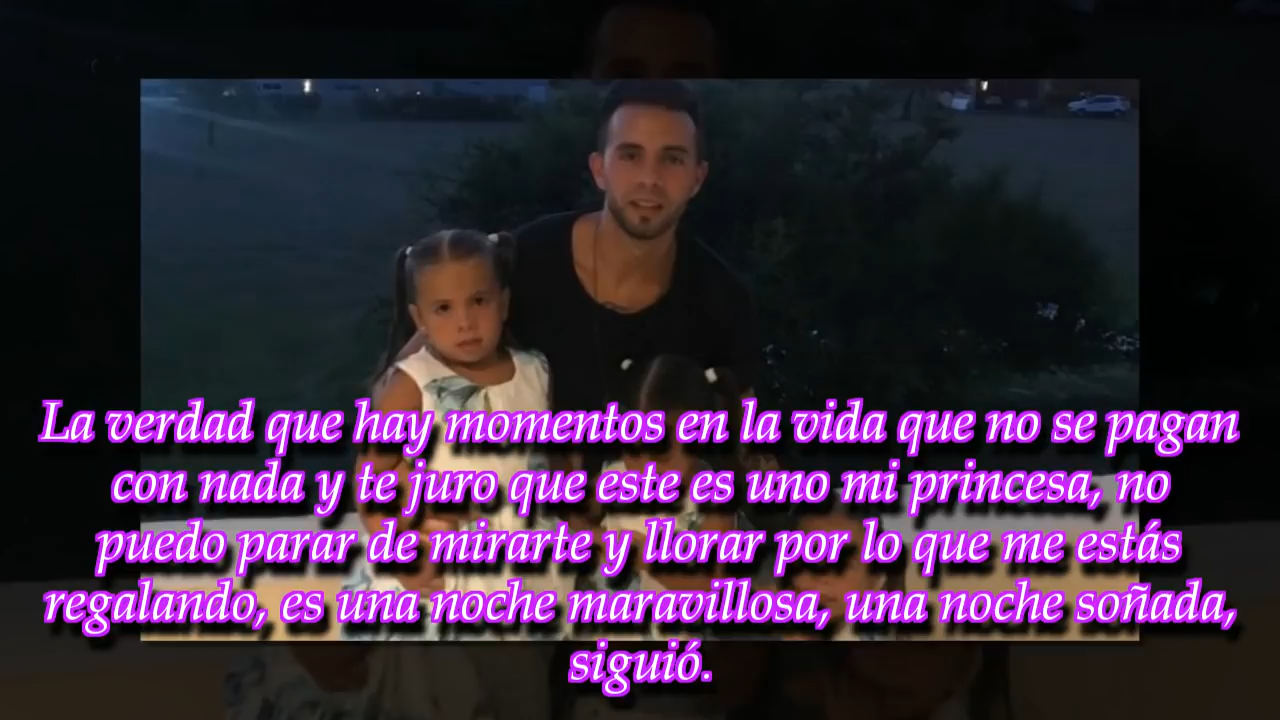 La verdad que hay momentos en la vida que no se pagan
con nada y te juro que este es uno mi princesa, no
puedo parar de mirarte y llorar por lo que me estás
regalando, es una noche maravillosa, una noche soñada,
siguió.